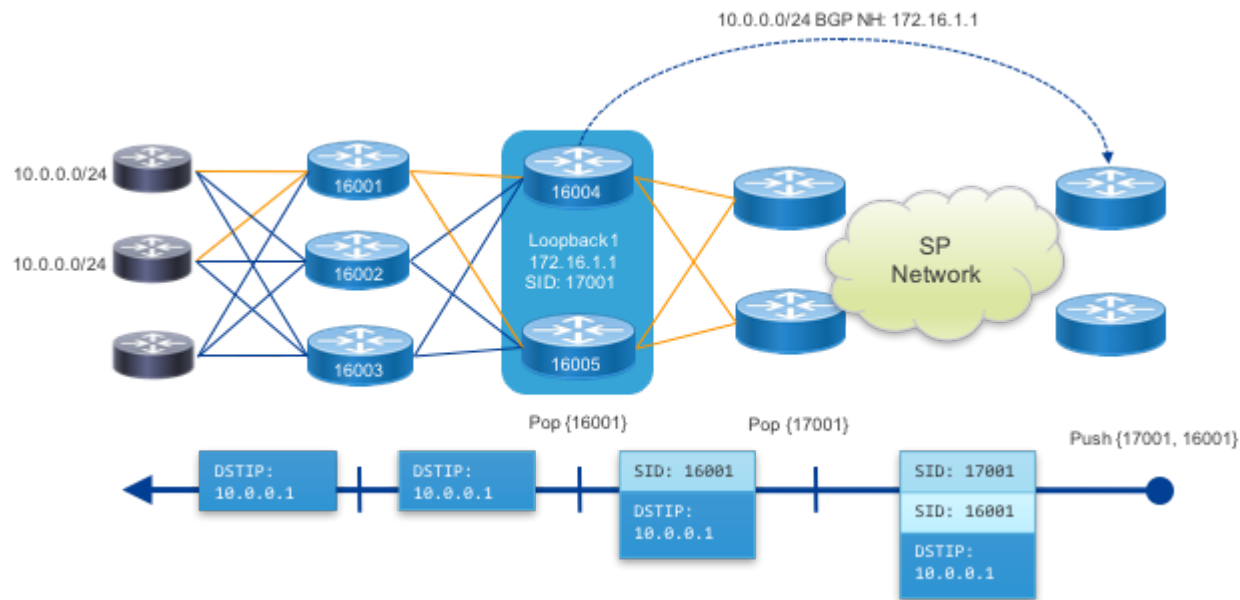 10.0.0.0/24 BGP NH: 172.16.1.1
10.0.0.0/24
16001
16004
10.0.0.0/24
16002
Loopback1
172.16.1.1
SID: 17001
SP
Network
16003
16005
Pop {16001}
Pop {17001}
Push {17001, 16001}
DSTIP:
10.0.0.1
DSTIP:
10.0.0.1
SID: 16001
DSTIP:
10.0.0.1
SID: 17001
SID: 16001
DSTIP:
10.0.0.1